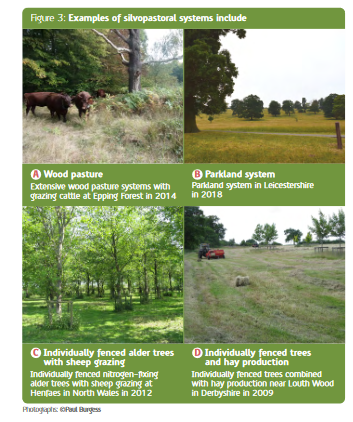 Figure 3: Examples of silvopastoral systems include
A Wood pasture
Extensive wood pasture systems with
grazing cattle at Epping Forest in 2014
B Parkland system
Parkland system in Leicestershire
in 2018
C Individually fenced alder trees
with sheep grazing
Individually fenced nitrogen-fixing
alder trees with sheep grazing at
Henfaes in North Wales in 2012
D Individually fenced trees
and hay production
Individually fenced trees combined
with hay production near Louth Wood
in Derbyshire in 2009
Photographs: ©Paul Burgess